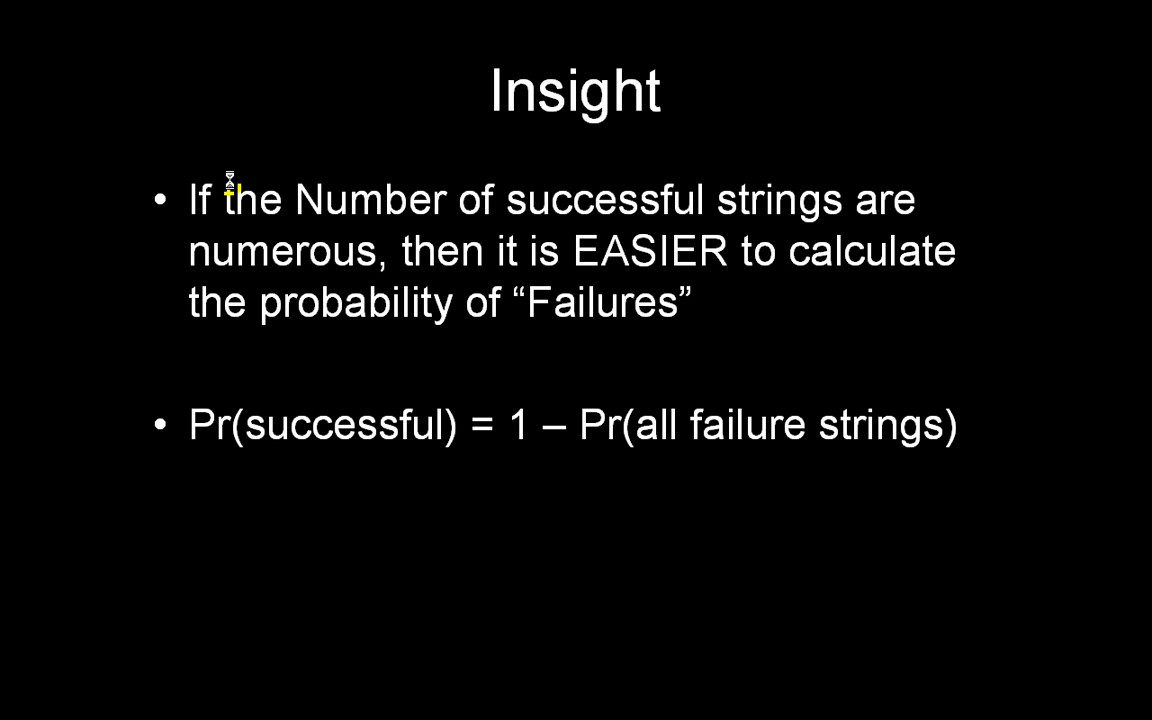 Insight
• If the Number of successful strings are
numerous, then it is EASIER to calculate
the probability of “Failures”
• Pr(successful) = 1 – Pr(all failure strings)